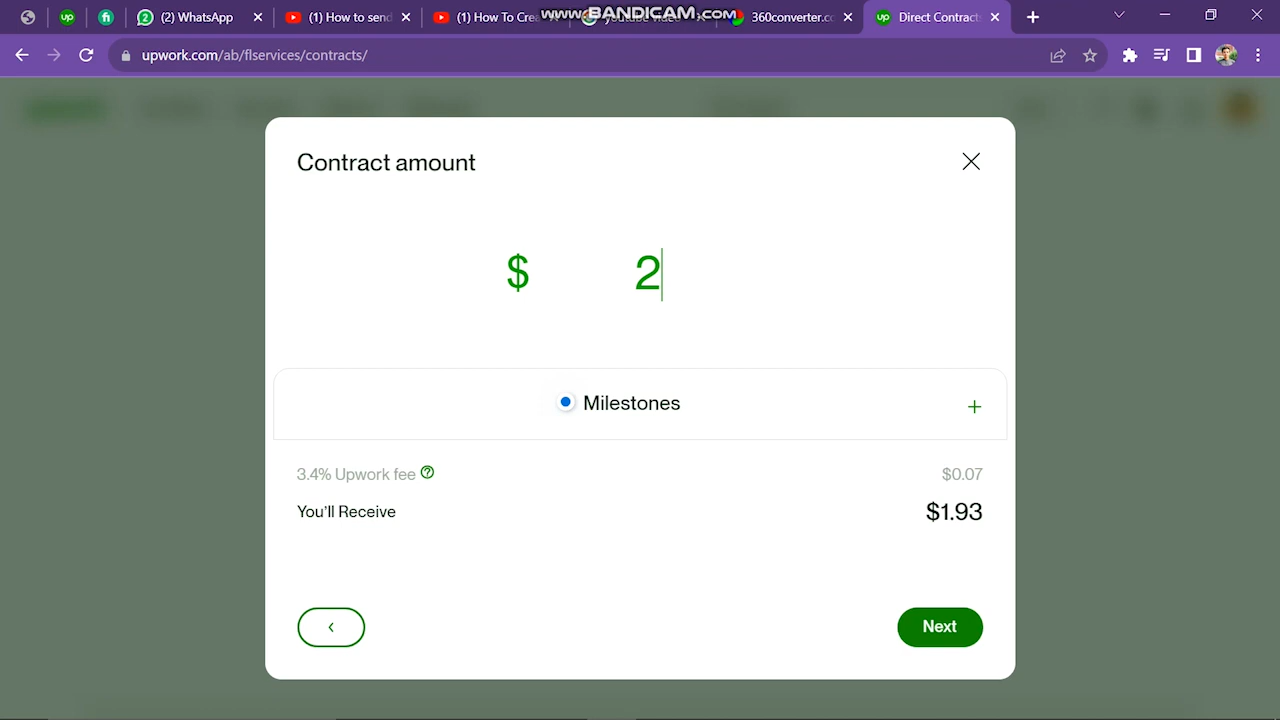 (2) WhatsApp
(1) How to send
(1) How To Cre
www.BANDICAM.com
360converter.co
Direct Contract
upwork.com/ab/flservices/contracts/
Contract amount
$ 2
Milestones
+
3.4% Upwork fee
$0.07
You'll Receive
$1.93
<
Next